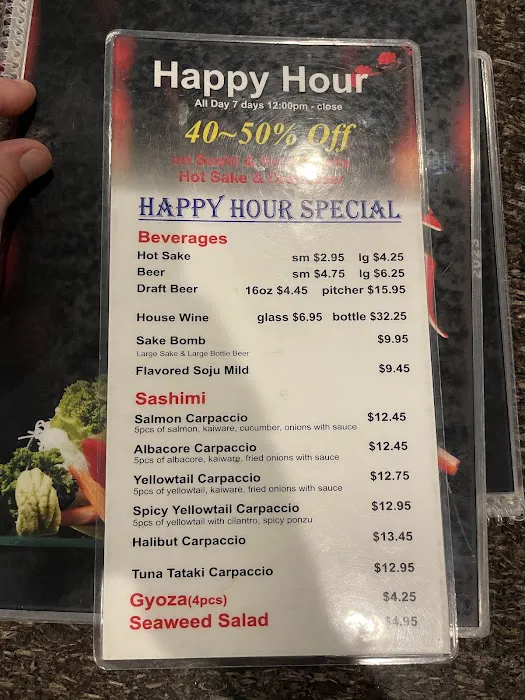 Happy Hour
All Day 7 days 12:00pm - close
40~50% Off
on Sushi &
Hot Sake &
HAPPY HOUR SPECIAL
Beverages
Hot Sake sm $2.95 lg $4.25
Beer sm $4.75 lg $6.25
Draft Beer 16oz $4.45 pitcher $15.95
House Wine glass $6.95 bottle $32.25
Sake Bomb $9.95
Large Sake & Large Bottle Beer
Flavored Soju Mild $9.45
Sashimi
Salmon Carpaccio $12.45
5pcs of salmon, kaiware, cucumber, onions with sauce
Albacore Carpaccio $12.45
5pcs of albacore, kaiware, fried onions with sauce
Yellowtail Carpaccio $12.75
5pcs of yellowtail, kaiware, fried onions with sauce
Spicy Yellowtail Carpaccio $12.95
5pcs of yellowtail with cilantro, spicy ponzu
Halibut Carpaccio $13.45
Tuna Tataki Carpaccio $12.95
Gyoza(4pcs) $4.25
Seaweed Salad $4.95